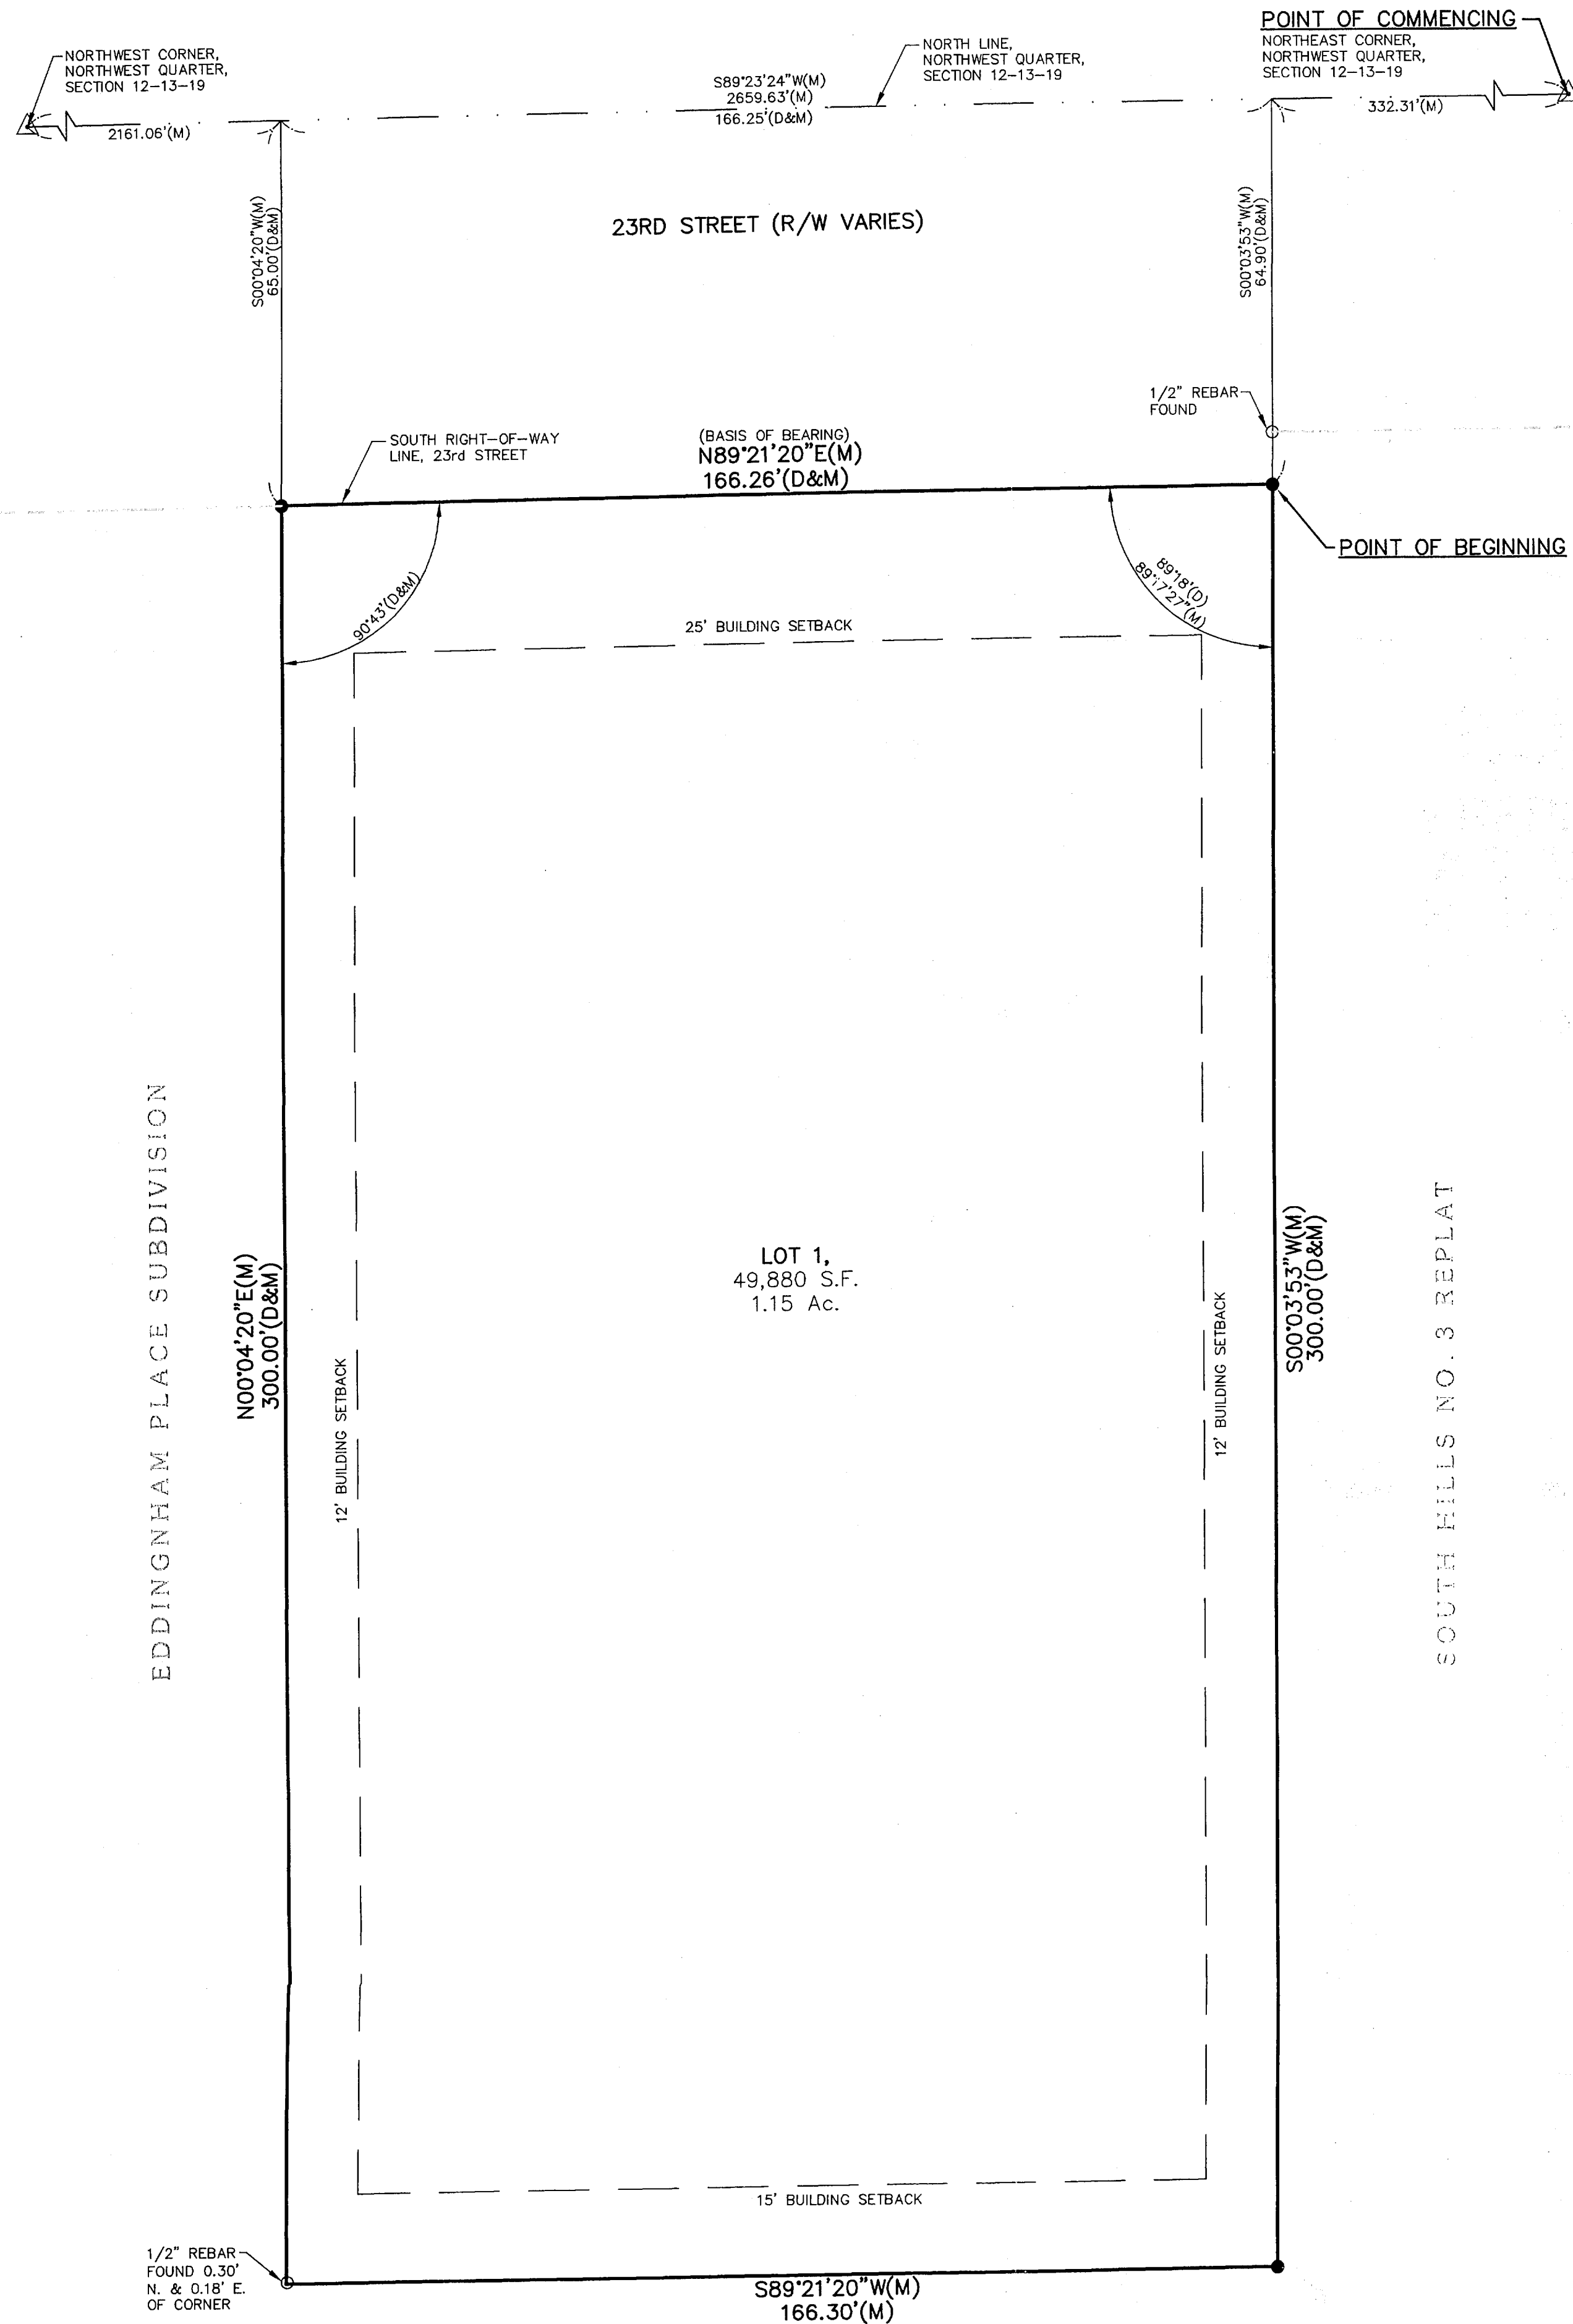 POINT OF COMMENCING
NORTHEAST CORNER,
NORTHWEST QUARTER,
SECTION 12-13-19
NORTHWEST CORNER,
NORTHWEST QUARTER,
SECTION 12-13-19
NORTH LINE,
NORTHWEST QUARTER,
SECTION 12-13-19
S89°23'24"W(M)
2659.63'(M)
166.25'(D&M)
2161.06'(M)
332.31'(M)
S00°04'20"W(M)
65.00'(D&M)
23RD STREET (R/W VARIES)
S00°03'53"W(M)
64.90'(D&M)
1/2" REBAR
FOUND
SOUTH RIGHT-OF-WAY
LINE, 23rd STREET
(BASIS OF BEARING)
N89°21'20"E(M)
166.26'(D&M)
POINT OF BEGINNING
90°43'(D&M)
89°18'(D)
89°17'27"(M)
25' BUILDING SETBACK
EDDINGNHAM PLACE SUBDIVISION
N00°04'20"E(M)
300.00'(D&M)
12' BUILDING SETBACK
LOT 1,
49,880 S.F.
1.15 Ac.
12' BUILDING SETBACK
S00°03'53"W(M)
300.00'(D&M)
SOUTH HILLS NO. 3 REPLAT
15' BUILDING SETBACK
1/2" REBAR
FOUND 0.30'
N. & 0.18' E.
OF CORNER
S89°21'20"W(M)
166.30'(M)